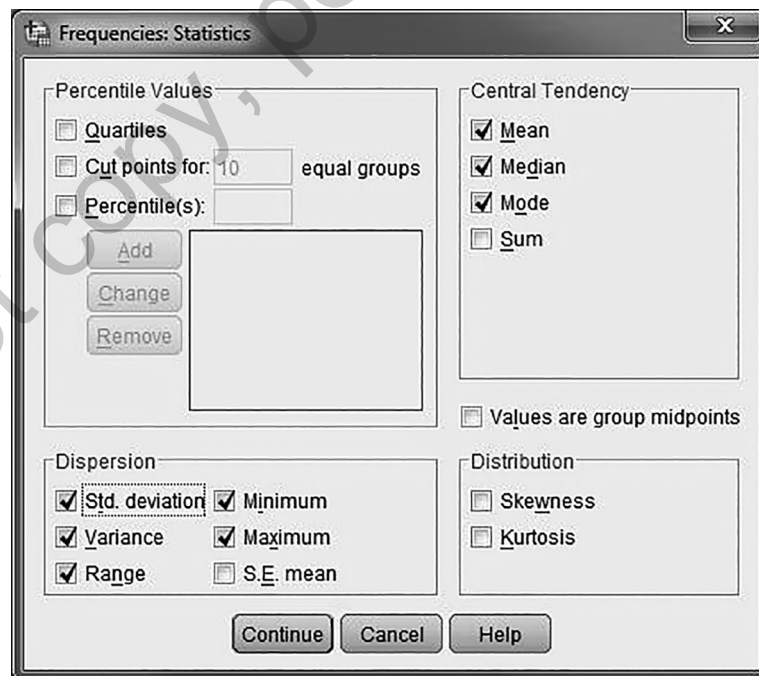 Frequencies: Statistics
Percentile Values
Quartiles
Cut points for: 10 equal groups
Percentile(s):
Add
Change
Remove
Central Tendency
Mean
Median
Mode
Sum
Values are group midpoints
Dispersion
Std. deviation Minimum
Variance Maximum
Range S.E. mean
Distribution
Skewness
Kurtosis
Continue Cancel Help
copy,